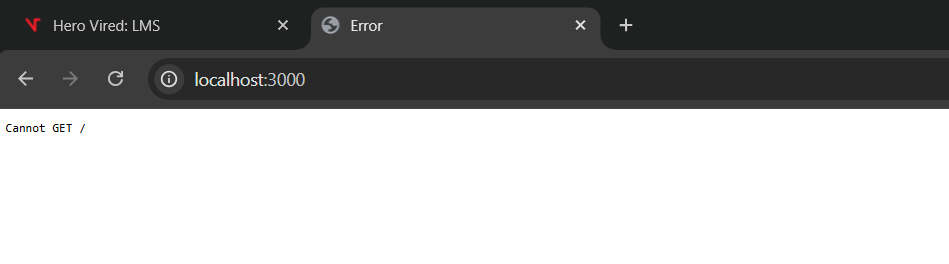 Hero Vired: LMS
Error
localhost:3000
Cannot GET /